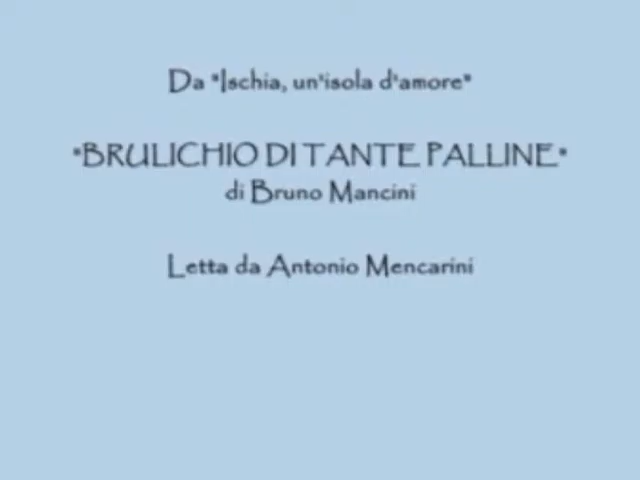 Da "Ischia, un'isola d'amore"
"BRULICHIO DI TANTE PALLINE"
di Bruno Mancini
Letta da Antonio Mencarini